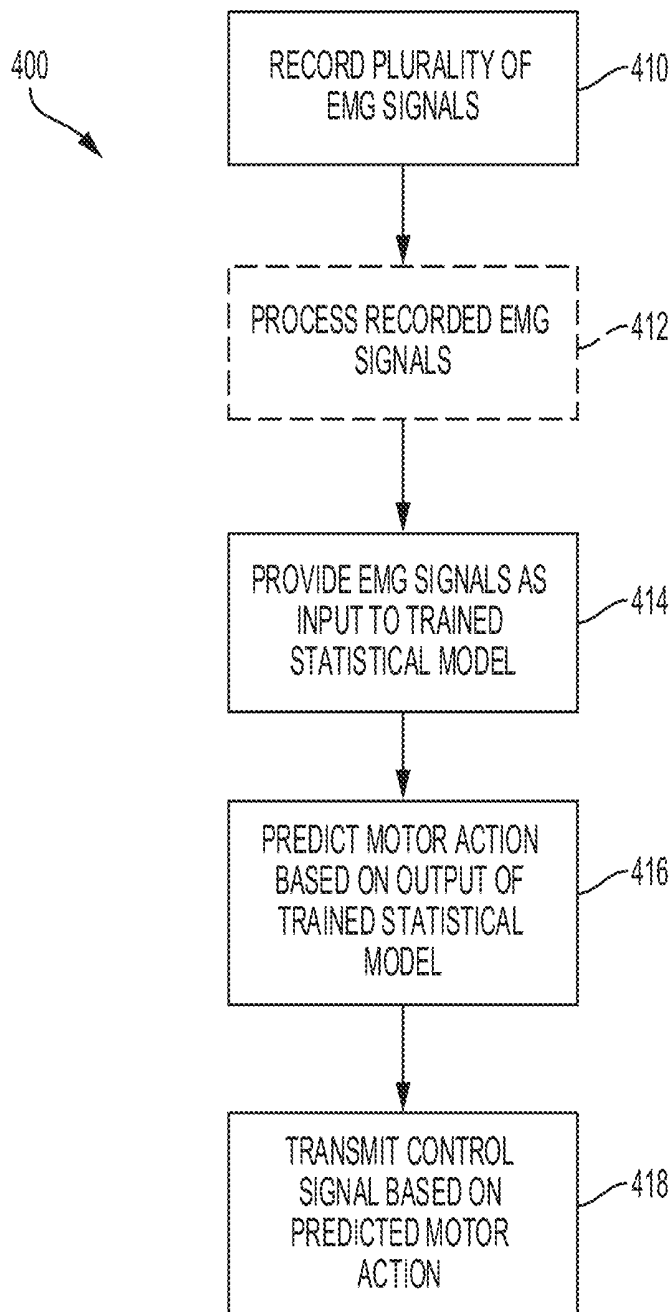 400
RECORD PLURALITY OF
EMG SIGNALS
410
PROCESS RECORDED EMG
SIGNALS
412
PROVIDE EMG SIGNALS AS
INPUT TO TRAINED
STATISTICAL MODEL
414
PREDICT MOTOR ACTION
BASED ON OUTPUT OF
TRAINED STATISTICAL
MODEL
416
TRANSMIT CONTROL
SIGNAL BASED ON
PREDICTED MOTOR
ACTION
418